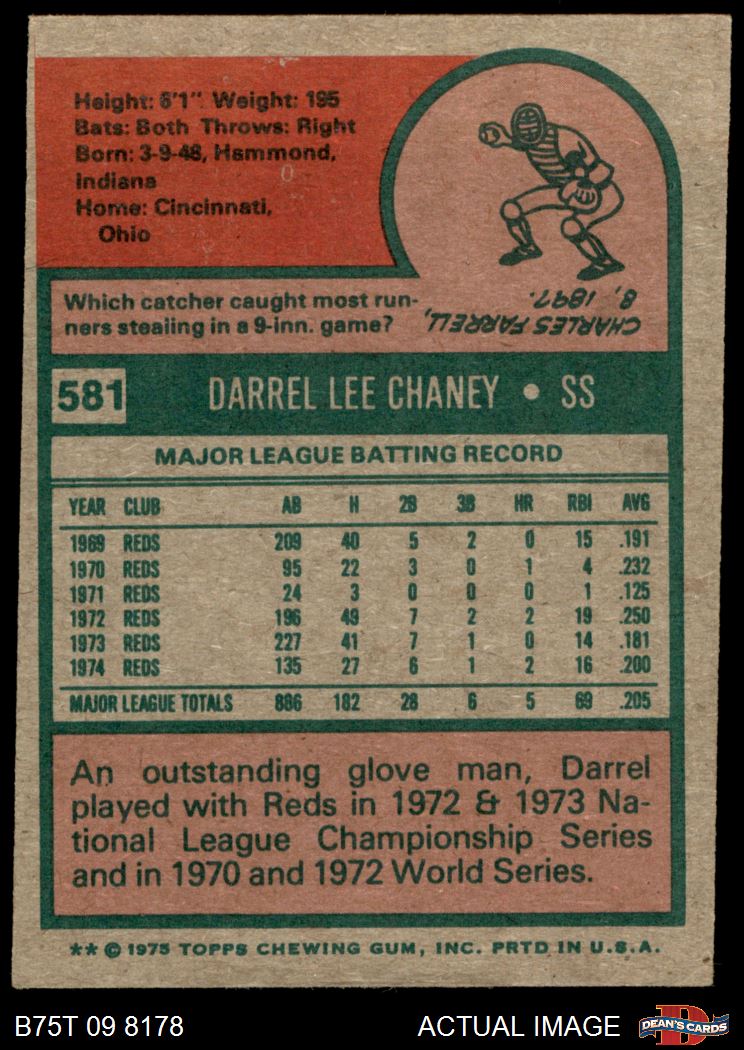 Height: 6'1" Weight: 195
Bats: Both Throws: Right
Born: 3-9-48, Hammond,
Indiana
Home: Cincinnati,
Ohio
Which catcher caught most run-
ners stealing in a 9-inn. game?
CHARLES FARRELL,
8, 1897.
581 DARREL LEE CHANEY • SS
MAJOR LEAGUE BATTING RECORD
YEAR CLUB AB H 2B 3B HR RBI AVG
1969 REDS 209 40 5 2 0 15 .191
1970 REDS 95 22 3 0 1 4 .232
1971 REDS 24 3 0 0 0 1 .125
1972 REDS 196 49 7 2 2 19 .250
1973 REDS 227 41 7 1 0 14 .181
1974 REDS 135 27 6 1 2 16 .200
MAJOR LEAGUE TOTALS 886 182 28 6 5 69 .205
An outstanding glove man, Darrel
played with Reds in 1972 & 1973 Na-
tional League Championship Series
and in 1970 and 1972 World Series.
** © 1975 TOPPS CHEWING GUM, INC. PRTD IN U.S.A.
B75T 09 8178 ACTUAL IMAGE DEAN'S CARDS